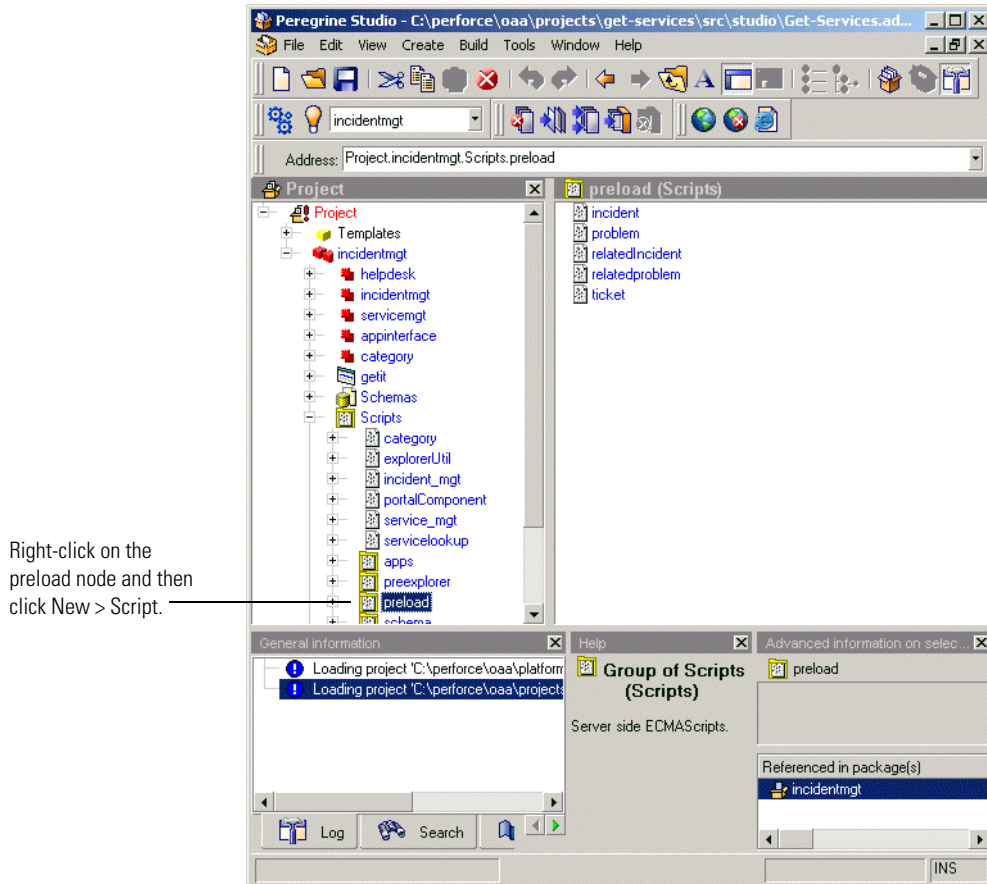 Peregrine Studio - C:\perforce\oaa\projects\get-services\src\studio\Get-Services.ad...
File Edit View Create Build Tools Window Help
A
incidentmgt
Address: Project.incidentmgt.Scripts.preload
Project
preload (Scripts)
Project
Templates
incidentmgt
helpdesk
incidentmgt
servicemgt
appinterface
category
getit
Schemas
Scripts
category
explorerUtil
incident_mgt
portalComponent
service_mgt
servicelookup
apps
preexplorer
preload
schema
incident
problem
relatedIncident
relatedproblem
ticket
Right-click on the
preload node and then
click New > Script.
General information
Loading project 'C:\perforce\oaa\platform
Loading project 'C:\perforce\oaa\projects
Log Search
Help
Group of Scripts
(Scripts)
Server side ECMAScripts.
Advanced information on selec...
preload
Referenced in package(s)
incidentmgt
INS